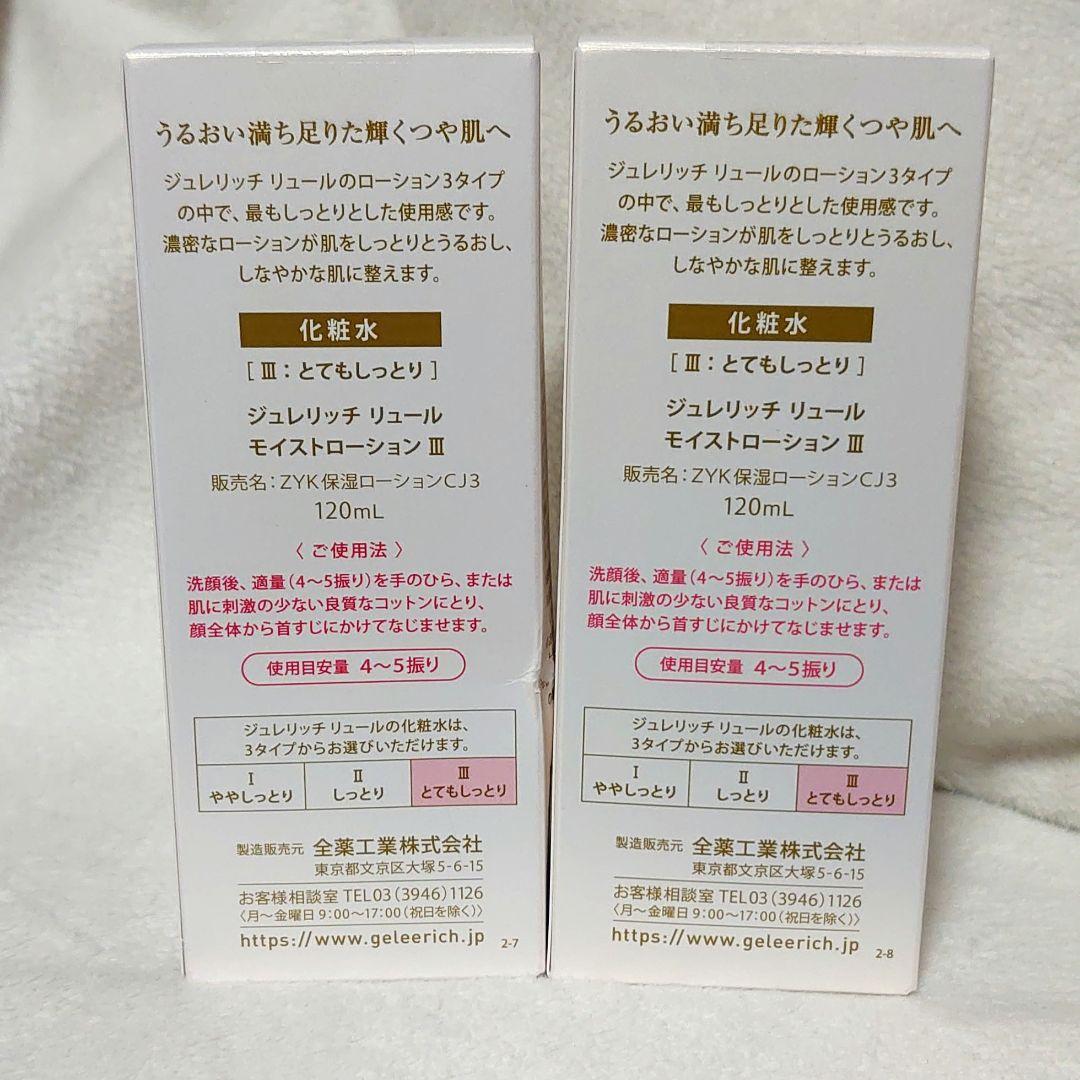 うるおい満ち足りた輝くつや肌へ
ジュレリッチ リュールのローション3タイプ
の中で、最もしっとりとした使用感です。
濃密なローションが肌をしっとりとうるおし、
しなやかな肌に整えます。
化粧水
[ Ⅲ：とてもしっとり ]
ジュレリッチ リュール
モイストローション Ⅲ
販売名：ZYK保湿ローションCJ3
120mL
〈 ご使用法 〉
洗顔後、適量（4〜5振り）を手のひら、または
肌に刺激の少ない良質なコットンにとり、
顔全体から首すじにかけてなじませます。
使用目安量 4〜5振り
ジュレリッチ リュールの化粧水は、
3タイプからお選びいただけます。
Ⅰ Ⅱ Ⅲ
ややしっとり しっとり とてもしっとり
製造販売元 全薬工業株式会社
東京都文京区大塚5-6-15
お客様相談室 TEL03（3946）1126
〈月〜金曜日 9:00〜17:00（祝日を除く）〉
https://www.geleerich.jp 2-7
うるおい満ち足りた輝くつや肌へ
ジュレリッチ リュールのローション3タイプ
の中で、最もしっとりとした使用感です。
濃密なローションが肌をしっとりとうるおし、
しなやかな肌に整えます。
化粧水
[ Ⅲ：とてもしっとり ]
ジュレリッチ リュール
モイストローション Ⅲ
販売名：ZYK保湿ローションCJ3
120mL
〈 ご使用法 〉
洗顔後、適量（4〜5振り）を手のひら、または
肌に刺激の少ない良質なコットンにとり、
顔全体から首すじにかけてなじませます。
使用目安量 4〜5振り
ジュレリッチ リュールの化粧水は、
3タイプからお選びいただけます。
Ⅰ Ⅱ Ⅲ
ややしっとり しっとり とてもしっとり
製造販売元 全薬工業株式会社
東京都文京区大塚5-6-15
お客様相談室 TEL03（3946）1126
〈月〜金曜日 9:00〜17:00（祝日を除く）〉
https://www.geleerich.jp 2-8